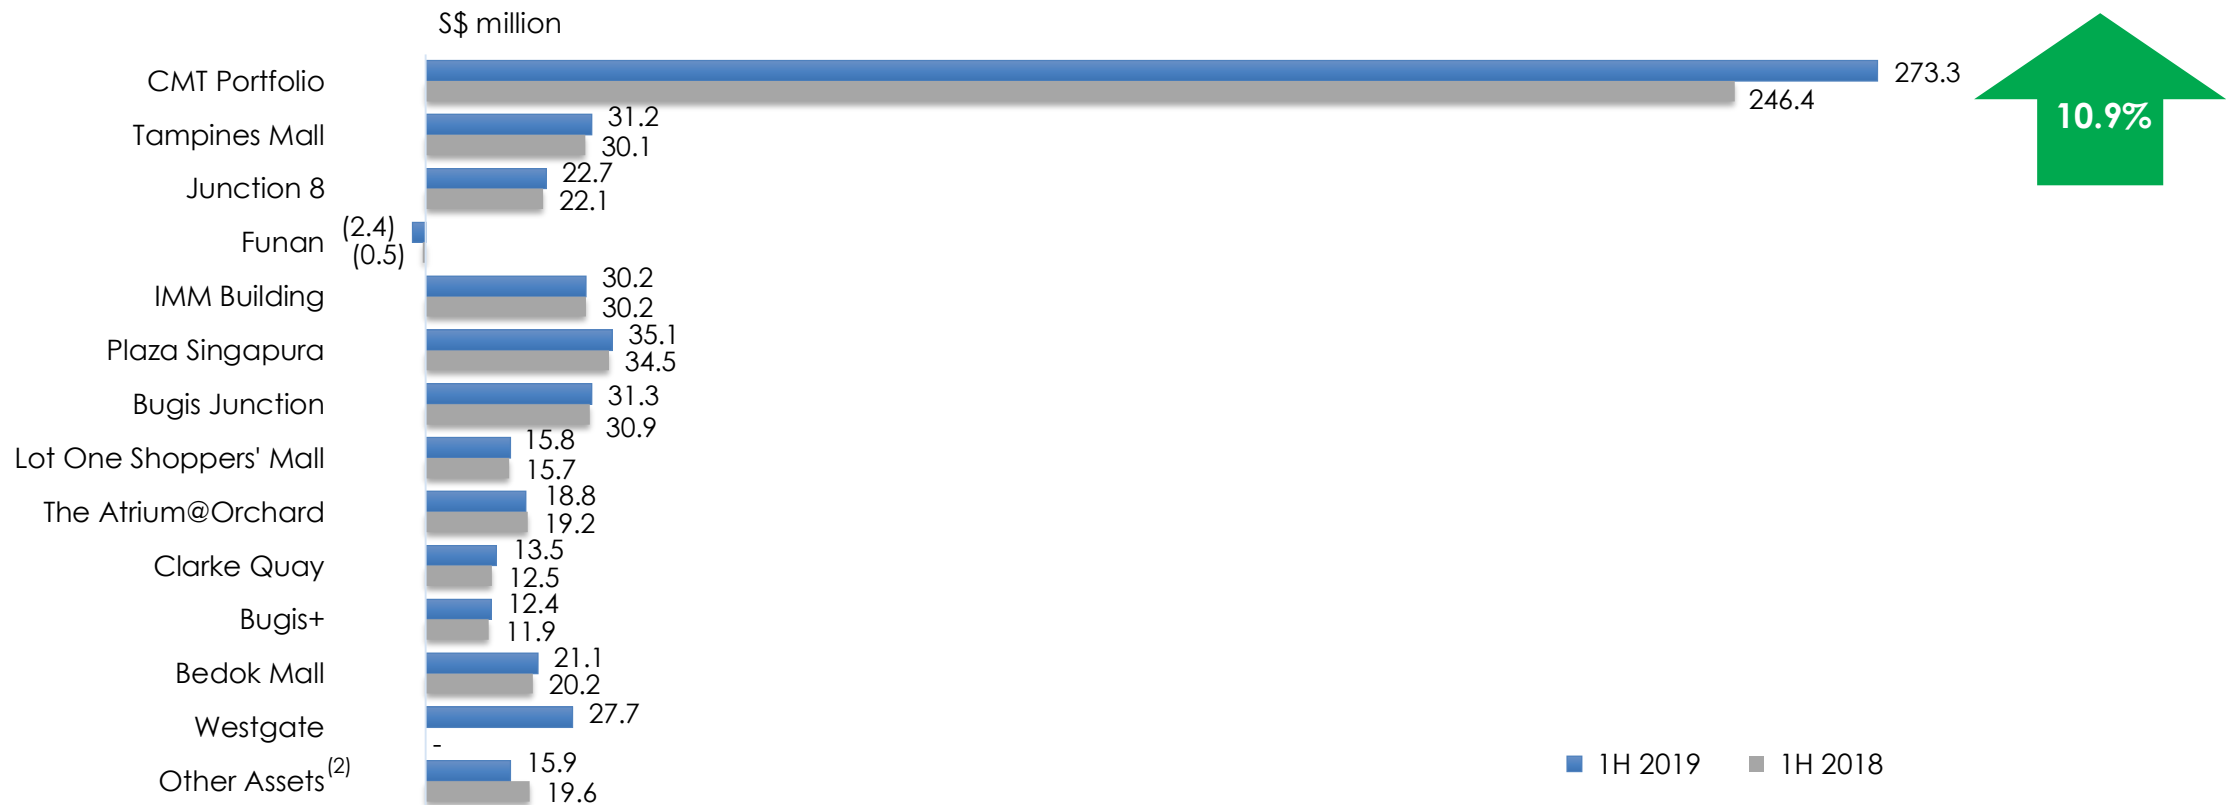 S$ million
CMT Portfolio 273.3
246.4
10.9%
Tampines Mall 31.2
30.1
Junction 8 22.7
22.1
Funan (2.4)
(0.5)
IMM Building 30.2
30.2
Plaza Singapura 35.1
34.5
Bugis Junction 31.3
30.9
Lot One Shoppers' Mall 15.8
15.7
The Atrium@Orchard 18.8
19.2
Clarke Quay 13.5
12.5
Bugis+ 12.4
11.9
Bedok Mall 21.1
20.2
Westgate 27.7
-
Other Assets(2) 15.9
19.6
1H 2019 1H 2018